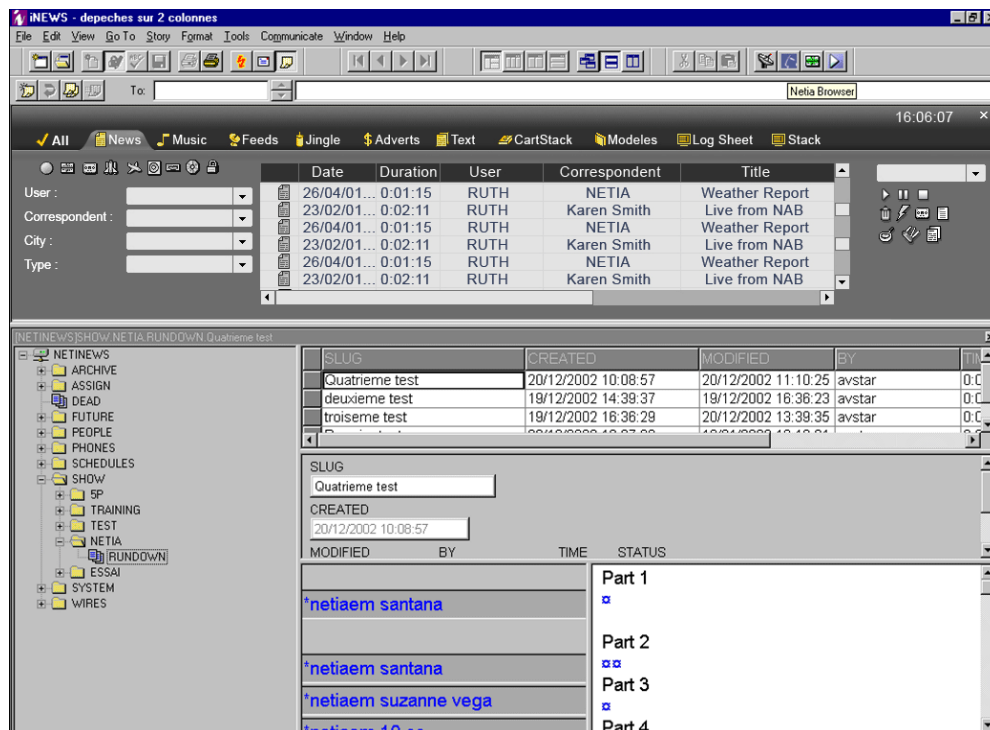 iNEWS - depeches sur 2 colonnes
File Edit View Go To Story Format Tools Communicate Window Help
To:
Netia Browser
16:06:07
All News Music Feeds Jingle Adverts Text CartStack Modeles Log Sheet Stack
Date Duration User Correspondent Title
User :
Correspondent :
City :
Type :
26/04/01... 0:01:15 RUTH NETIA Weather Report
23/02/01... 0:02:11 RUTH Karen Smith Live from NAB
26/04/01... 0:01:15 RUTH NETIA Weather Report
23/02/01... 0:02:11 RUTH Karen Smith Live from NAB
26/04/01... 0:01:15 RUTH NETIA Weather Report
23/02/01... 0:02:11 RUTH Karen Smith Live from NAB
[NETINEWS]SHOW.NETIA.RUNDOWN.Quatrieme test
NETINEWS
ARCHIVE
ASSIGN
DEAD
FUTURE
PEOPLE
PHONES
SCHEDULES
SHOW
5P
TRAINING
TEST
NETIA
RUNDOWN
ESSAI
SYSTEM
WIRES
SLUG CREATED MODIFIED BY
Quatrieme test 20/12/2002 10:08:57 20/12/2002 11:10:25 avstar
deuxieme test 19/12/2002 14:39:37 19/12/2002 16:36:23 avstar
troiseme test 19/12/2002 16:36:29 20/12/2002 13:39:35 avstar
SLUG
Quatrieme test
CREATED
20/12/2002 10:08:57
MODIFIED BY TIME STATUS
*netiaem santana
*netiaem santana
*netiaem suzanne vega
Part 1
¤
Part 2
¤¤
Part 3
¤
Part 4